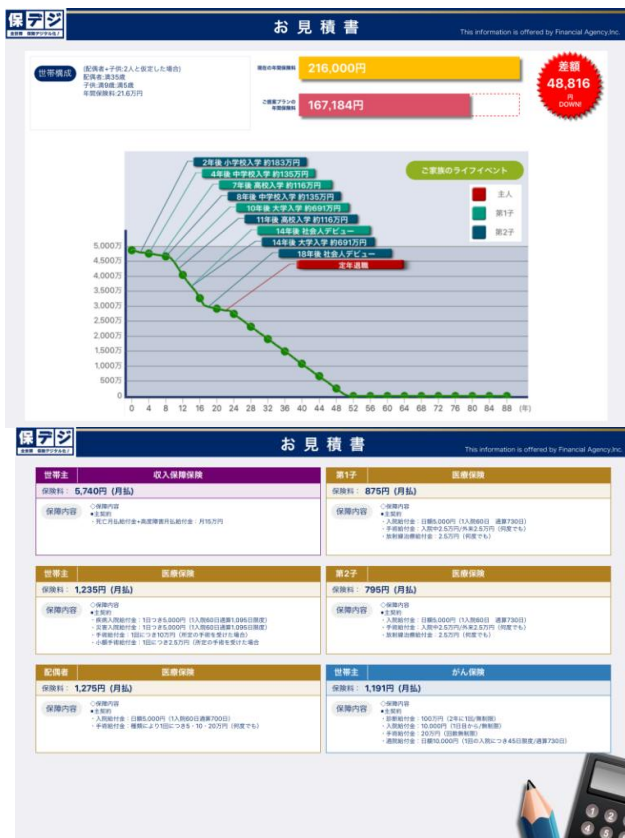 保デジ
全世帯 保険デジタル化!
お見積書
This information is offered by Financial Agency,Inc.
世帯構成
(配偶者+子供:2人と仮定した場合)
配偶者:満35歳
子供:満9歳:満5歳
年間保険料:21.6万円
現在の年間保険料
216,000円
ご提案プランの
年間保険料
167,184円
差額
48,816
円
DOWN!
ご家族のライフイベント
主人
第1子
第2子
2年後 小学校入学 約183万円
4年後 中学校入学 約135万円
7年後 高校入学 約116万円
8年後 中学校入学 約135万円
10年後 大学入学 約691万円
11年後 高校入学 約116万円
14年後 社会人デビュー
14年後 大学入学 約691万円
18年後 社会人デビュー
定年退職
5,000万
4,500万
4,000万
3,500万
3,000万
2,500万
2,000万
1,500万
1,000万
500万
0
0 4 8 12 16 20 24 28 32 36 40 44 48 52 56 60 64 68 72 76 80 84 88 (年)
保デジ
全世帯 保険デジタル化!
お見積書
This information is offered by Financial Agency,Inc.
世帯主 収入保障保険
保険料: 5,740円 (月払)
保障内容
◇保障内容
●主契約
・死亡月払給付金+高度障害月払給付金:月15万円
第1子 医療保険
保険料: 875円 (月払)
保障内容
◇保障内容
●主契約
・入院給付金:日額5,000円(1入院60日 通算730日)
・手術給付金:入院中2.5万円/外来2.5万円(何度でも)
・放射線治療給付金:2.5万円(何度でも)
世帯主 医療保険
保険料: 1,235円 (月払)
保障内容
◇保障内容
●主契約
・疾病入院給付金:1日つき5,000円(1入院60日通算1,095日限度)
・災害入院給付金:1日つき5,000円(1入院60日通算1,095日限度)
・手術給付金:1回につき10万円(所定の手術を受けた場合)
・小額手術給付金:1回につき2.5万円(所定の手術を受けた場合
第2子 医療保険
保険料: 795円 (月払)
保障内容
◇保障内容
●主契約
・入院給付金:日額5,000円(1入院60日 通算730日)
・手術給付金:入院中2.5万円/外来2.5万円(何度でも)
・放射線治療給付金:2.5万円(何度でも)
配偶者 医療保険
保険料: 1,275円 (月払)
保障内容
◇保障内容
●主契約
・入院給付金:日額5,000円(1入院60日通算700日)
・手術給付金:種類により1回につき5・10・20万円(何度でも)
世帯主 がん保険
保険料: 1,191円 (月払)
保障内容
◇保障内容
●主契約
・診断給付金:100万円(2年に1回/無制限)
・入院給付金:10,000円(1日目から/無制限)
・手術給付金:20万円(回数無制限)
・通院給付金:日額10,000円(1回の入院につき45日限度/通算730日)